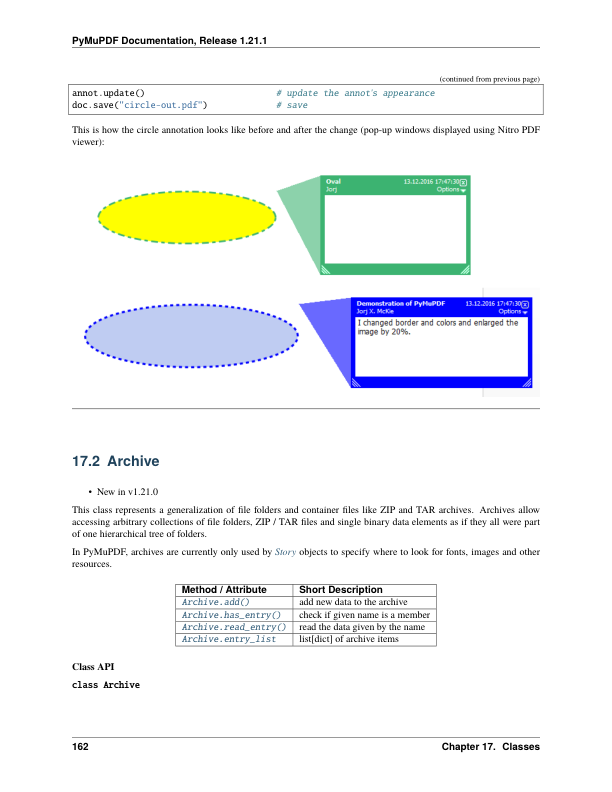 PyMuPDF Documentation, Release 1.21.1
(continued from previous page)
annot.update() # update the annot's appearance
doc.save("circle-out.pdf") # save
This is how the circle annotation looks like before and after the change (pop-up windows displayed using Nitro PDF
viewer):
Oval 13.12.2016 17:47:30
Jorj Options
Demonstration of PyMuPDF 13.12.2016 17:47:30
Jorj X. McKie Options
I changed border and colors and enlarged the
image by 20%.
17.2 Archive
• New in v1.21.0
This class represents a generalization of file folders and container files like ZIP and TAR archives. Archives allow
accessing arbitrary collections of file folders, ZIP / TAR files and single binary data elements as if they all were part
of one hierarchical tree of folders.
In PyMuPDF, archives are currently only used by Story objects to specify where to look for fonts, images and other
resources.
Method / Attribute Short Description
Archive.add() add new data to the archive
Archive.has_entry() check if given name is a member
Archive.read_entry() read the data given by the name
Archive.entry_list list[dict] of archive items
Class API
class Archive
162 Chapter 17. Classes